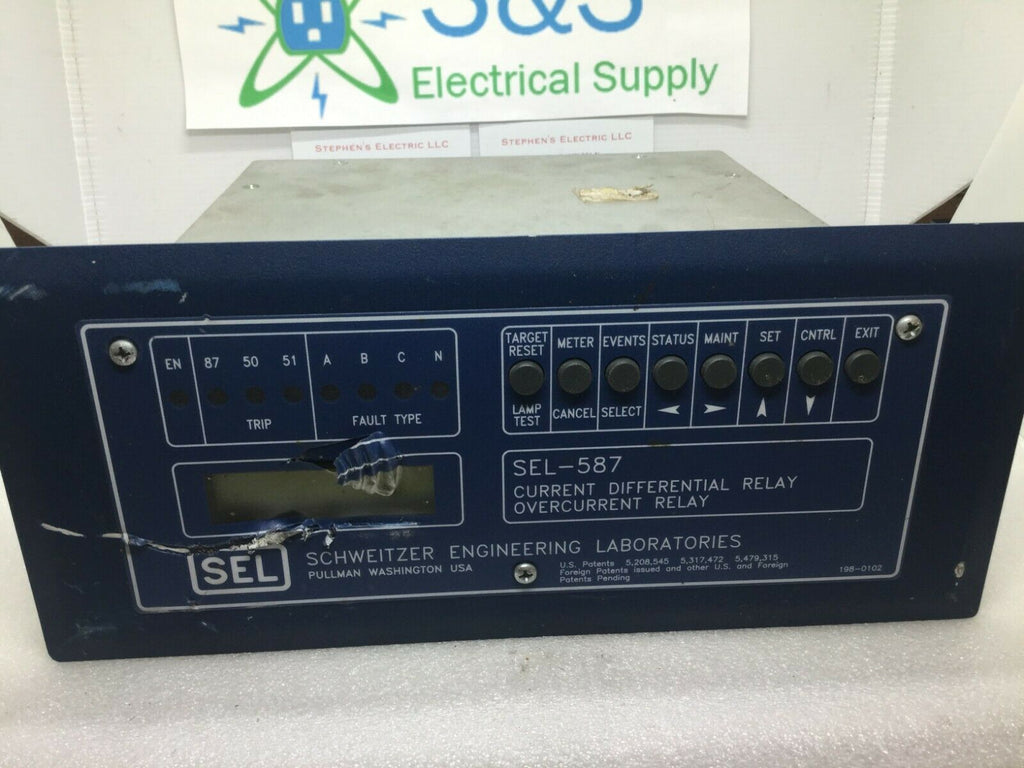 S&S
Electrical Supply
STEPHEN'S ELECTRIC LLC
STEPHEN'S ELECTRIC LLC
EN 87 50 51 A B C N
TRIP
FAULT TYPE
TARGET RESET
METER
EVENTS
STATUS
MAINT
SET
CNTRL
EXIT
LAMP TEST
CANCEL
SELECT
SEL-587
CURRENT DIFFERENTIAL RELAY
OVERCURRENT RELAY
SEL
SCHWEITZER ENGINEERING LABORATORIES
PULLMAN WASHINGTON USA
U.S. Patents 5,208,545 5,317,472 5,479,315
Foreign Patents issued and other U.S. and Foreign
Patents Pending
198-0102